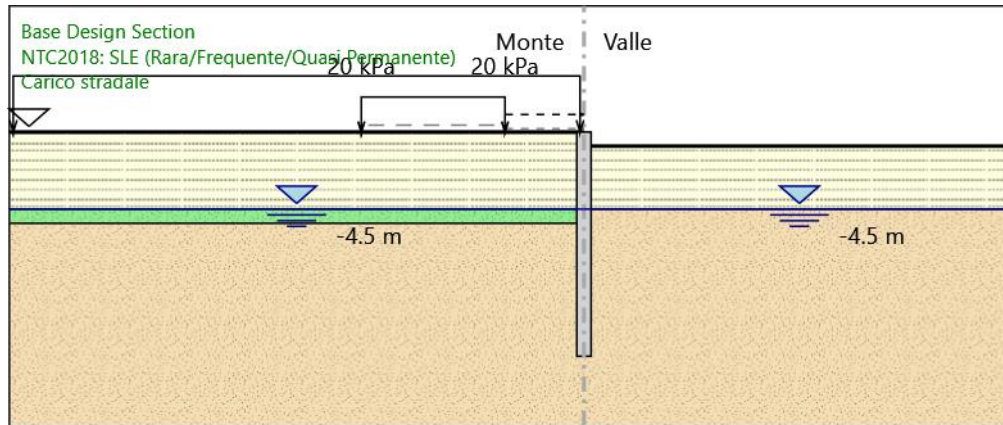 Base Design Section
NTC2018: SLE (Rara/Frequente/Quasi Permanente)
Carico stradale
20 kPa
20 kPa
Monte
Valle
-4.5 m
-4.5 m